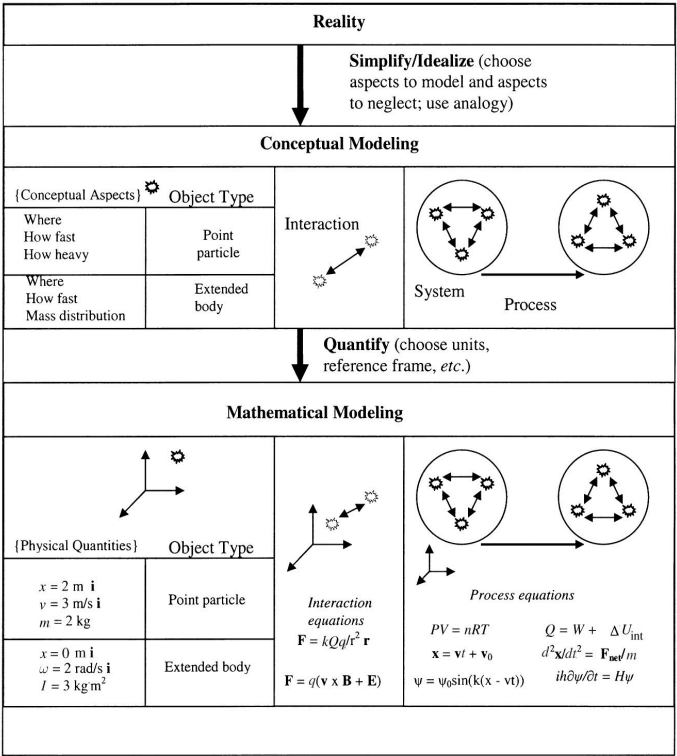 Reality
Simplify/Idealize (choose
aspects to model and aspects
to neglect; use analogy)
Conceptual Modeling
{Conceptual Aspects} Object Type
Where
How fast
How heavy
Point
particle
Where
How fast
Mass distribution
Extended
body
Interaction
System
Process
Quantify (choose units,
reference frame, etc.)
Mathematical Modeling
{Physical Quantities} Object Type
x = 2 m i
v = 3 m/s i
m = 2 kg
Point particle
x = 0 m i
ω = 2 rad/s i
I = 3 kg·m²
Extended body
Interaction
equations
F = kQq/r² r
F = q(v x B + E)
Process equations
PV = nRT Q = W + Δ U_int
x = vt + v₀ d²x/dt² = F_net/m
ψ = ψ₀sin(k(x - vt)) ih∂ψ/∂t = Hψ